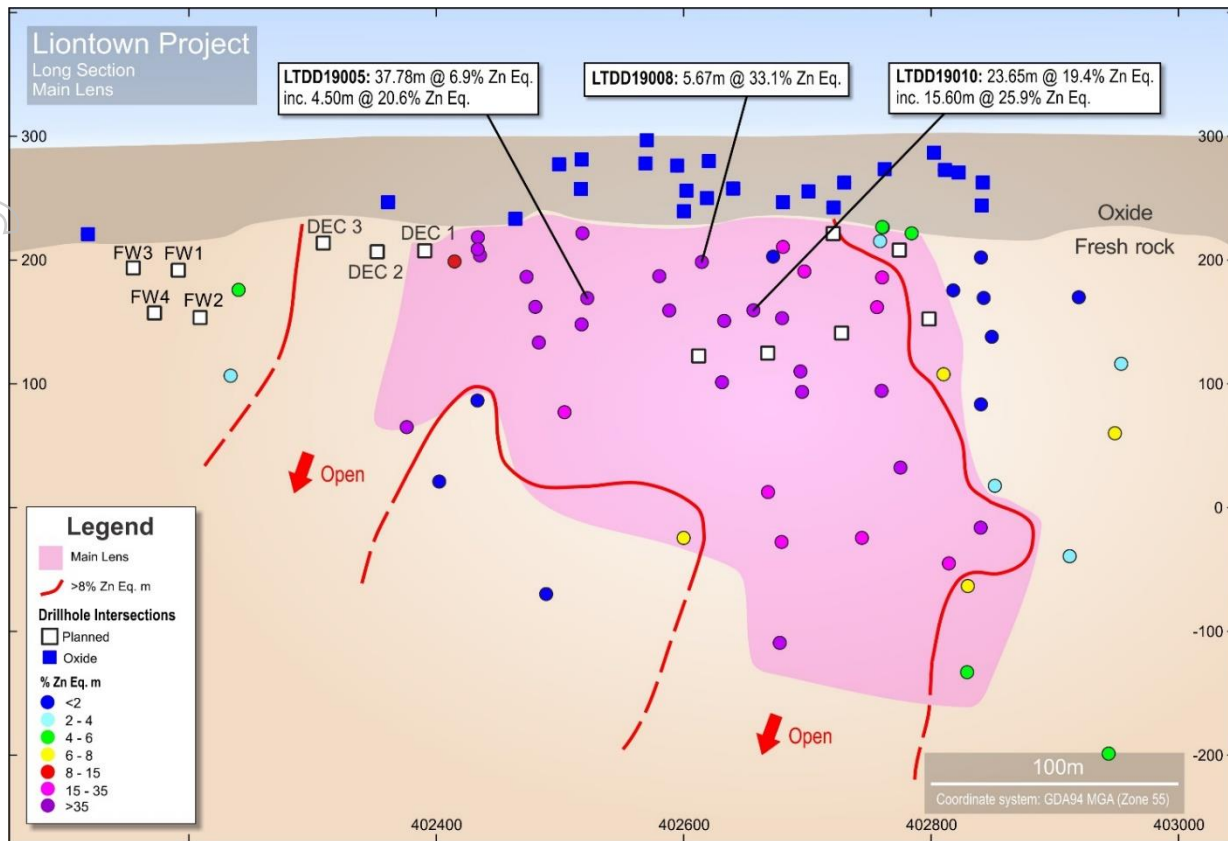 Liontown Project
Long Section
Main Lens
LTDD19005: 37.78m @ 6.9% Zn Eq.
inc. 4.50m @ 20.6% Zn Eq.
LTDD19008: 5.67m @ 33.1% Zn Eq.
LTDD19010: 23.65m @ 19.4% Zn Eq.
inc. 15.60m @ 25.9% Zn Eq.
300
300
Oxide
Fresh rock
DEC 3
DEC 1
DEC 2
FW3
FW1
FW4
FW2
200
200
100
100
Open
0
Legend
Main Lens
>8% Zn Eq. m
Drillhole Intersections
Planned
Oxide
% Zn Eq. m
<2
2 - 4
4 - 6
6 - 8
8 - 15
15 - 35
>35
-100
Open
-200
100m
Coordinate system: GDA94 MGA (Zone 55)
402400
402600
402800
403000